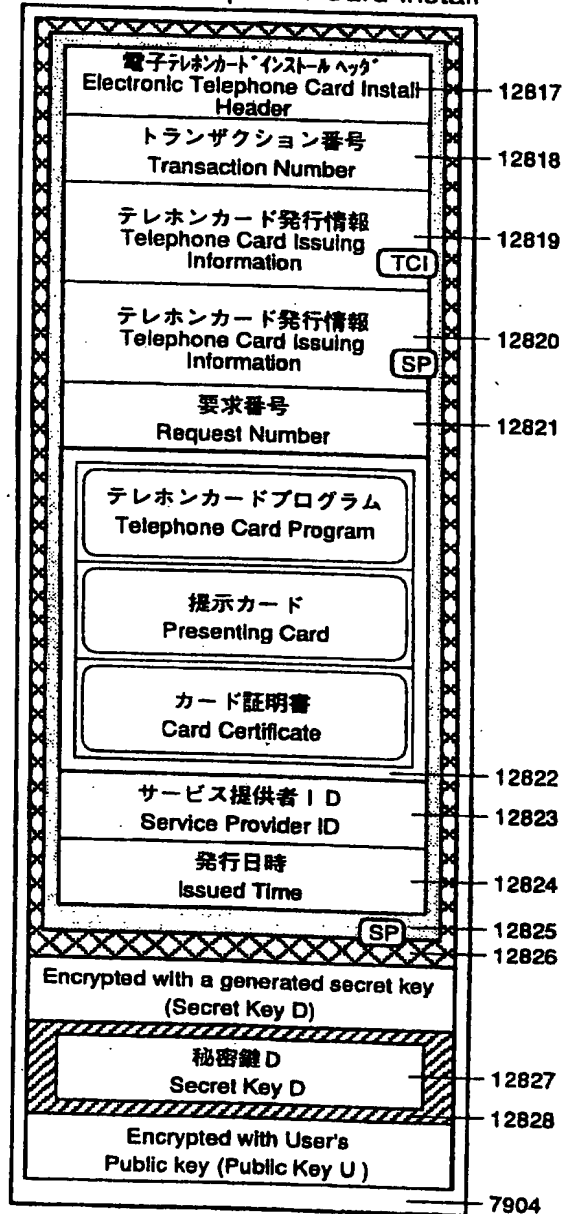 電子テレホンカードインストール ヘッダ
Electronic Telephone Card Install
Header
12817
トランザクション番号
Transaction Number
12818
テレホンカード発行情報
Telephone Card Issuing
Information
TCI
12819
テレホンカード発行情報
Telephone Card Issuing
Information
SP
12820
要求番号
Request Number
12821
テレホンカードプログラム
Telephone Card Program
提示カード
Presenting Card
カード証明書
Card Certificate
12822
サービス提供者ID
Service Provider ID
12823
発行日時
Issued Time
12824
SP
12825
12826
Encrypted with a generated secret key
(Secret Key D)
秘密鍵D
Secret Key D
12827
12828
Encrypted with User's
Public key (Public Key U )
7904